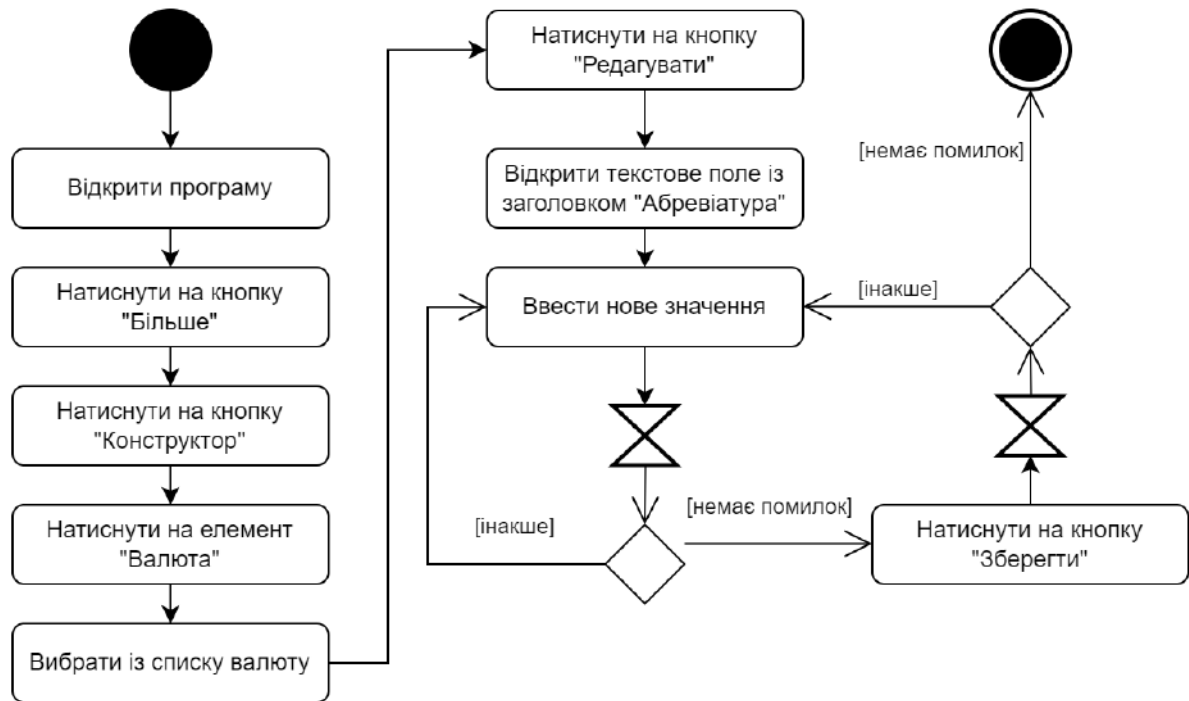 Відкрити програму
Натиснути на кнопку
"Більше"
Натиснути на кнопку
"Конструктор"
Натиснути на елемент
"Валюта"
Вибрати із списку валюту
Натиснути на кнопку
"Редагувати"
Відкрити текстове поле із
заголовком "Абревіатура"
Ввести нове значення
[інакше]
[немає помилок]
Натиснути на кнопку
"Зберегти"
[інакше]
[немає помилок]